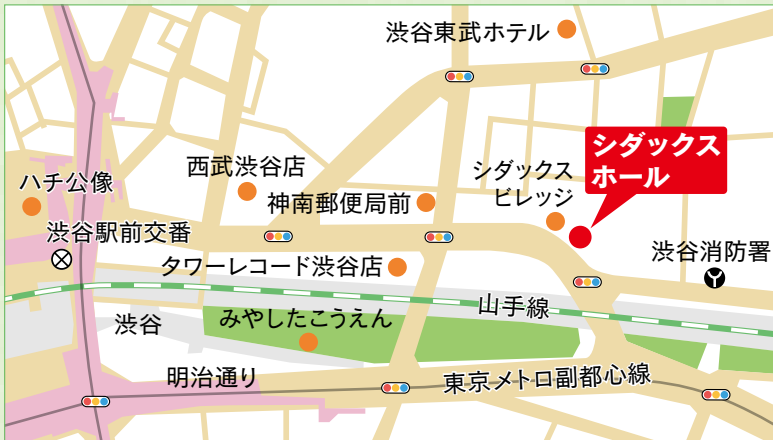 渋谷東武ホテル
シダックス
ホール
シダックス
ビレッジ
西武渋谷店
ハチ公像
神南郵便局前
渋谷駅前交番
渋谷消防署
タワーレコード渋谷店
山手線
渋谷
みやしたこうえん
明治通り
東京メトロ副都心線